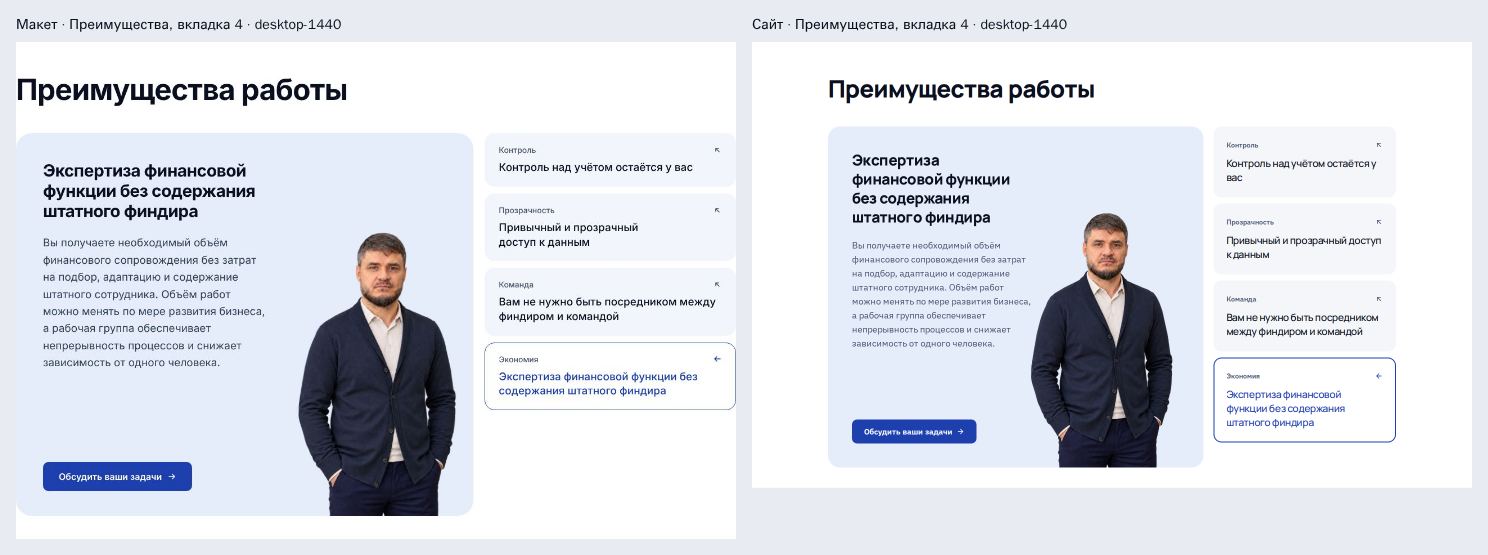 Макет · Преимущества, вкладка 4 · desktop-1440
Преимущества работы
Экспертиза финансовой
функции без содержания
штатного финдира
Вы получаете необходимый объём
финансового сопровождения без затрат
на подбор, адаптацию и содержание
штатного сотрудника. Объём работ
можно менять по мере развития бизнеса,
а рабочая группа обеспечивает
непрерывность процессов и снижает
зависимость от одного человека.
Обсудить ваши задачи →
Контроль
Контроль над учётом остаётся у вас
Прозрачность
Привычный и прозрачный
доступ к данным
Команда
Вам не нужно быть посредником между
финдиром и командой
Экономия
Экспертиза финансовой функции без
содержания штатного финдира
Сайт · Преимущества, вкладка 4 · desktop-1440
Преимущества работы
Экспертиза
финансовой функции
без содержания
штатного финдира
Вы получаете необходимый объём
финансового сопровождения без затрат
на подбор, адаптацию и содержание
штатного сотрудника. Объём работ
можно менять по мере развития бизнеса,
а рабочая группа обеспечивает
непрерывность процессов и снижает
зависимость от одного человека.
Обсудить ваши задачи →
Контроль
Контроль над учётом остаётся у
вас
Прозрачность
Привычный и прозрачный доступ
к данным
Команда
Вам не нужно быть посредником
между финдиром и командой
Экономия
Экспертиза финансовой
функции без содержания
штатного финдира